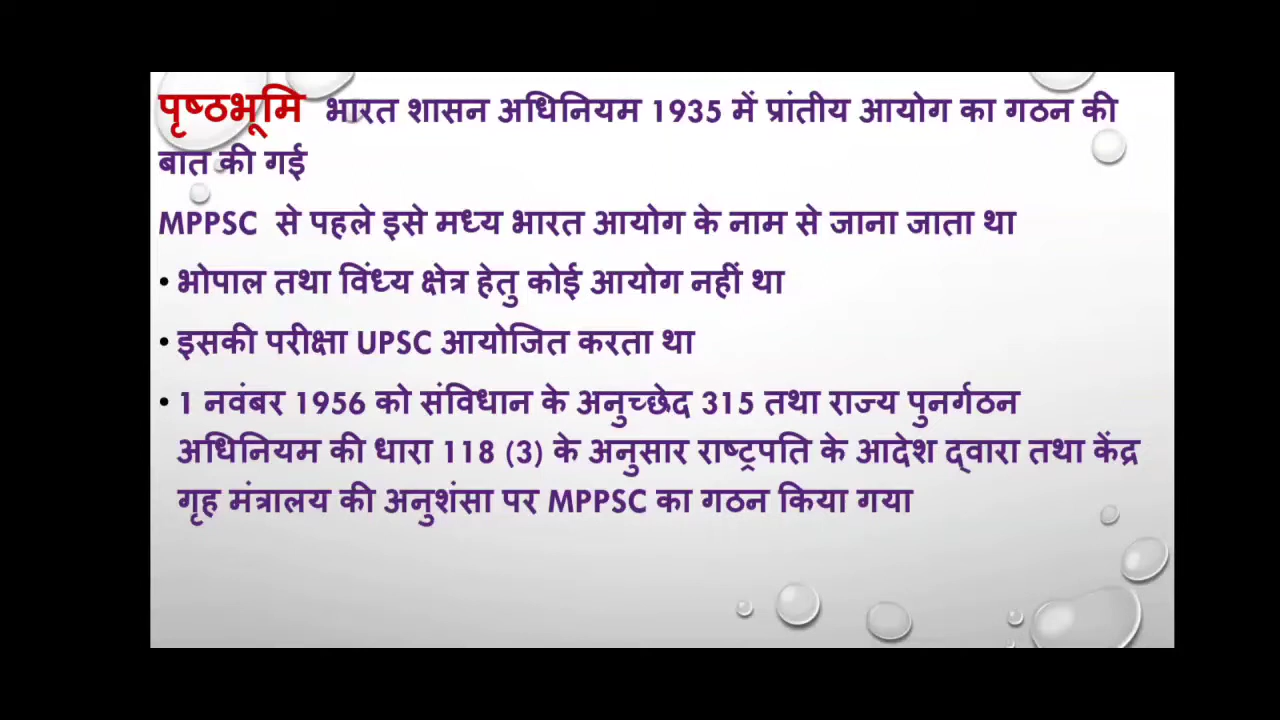 पृष्ठभूमि भारत शासन अधिनियम 1935 में प्रांतीय आयोग का गठन की
बात की गई
MPPSC से पहले इसे मध्य भारत आयोग के नाम से जाना जाता था
• भोपाल तथा विंध्य क्षेत्र हेतु कोई आयोग नहीं था
• इसकी परीक्षा UPSC आयोजित करता था
• 1 नवंबर 1956 को संविधान के अनुच्छेद 315 तथा राज्य पुनर्गठन
अधिनियम की धारा 118 (3) के अनुसार राष्ट्रपति के आदेश द्वारा तथा केंद्र
गृह मंत्रालय की अनुशंसा पर MPPSC का गठन किया गया